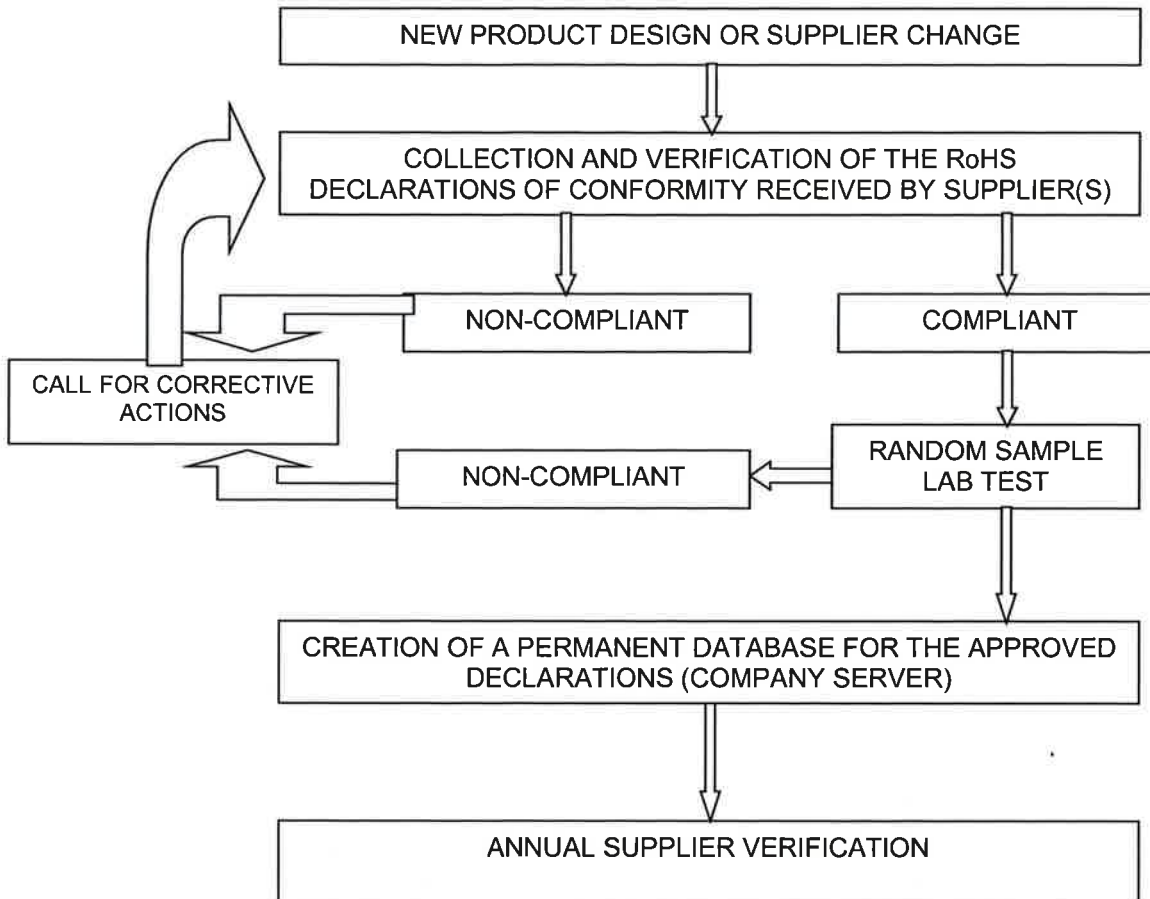 NEW PRODUCT DESIGN OR SUPPLIER CHANGE
COLLECTION AND VERIFICATION OF THE RoHS
DECLARATIONS OF CONFORMITY RECEIVED BY SUPPLIER(S)
NON-COMPLIANT
COMPLIANT
CALL FOR CORRECTIVE
ACTIONS
NON-COMPLIANT
RANDOM SAMPLE
LAB TEST
CREATION OF A PERMANENT DATABASE FOR THE APPROVED
DECLARATIONS (COMPANY SERVER)
ANNUAL SUPPLIER VERIFICATION